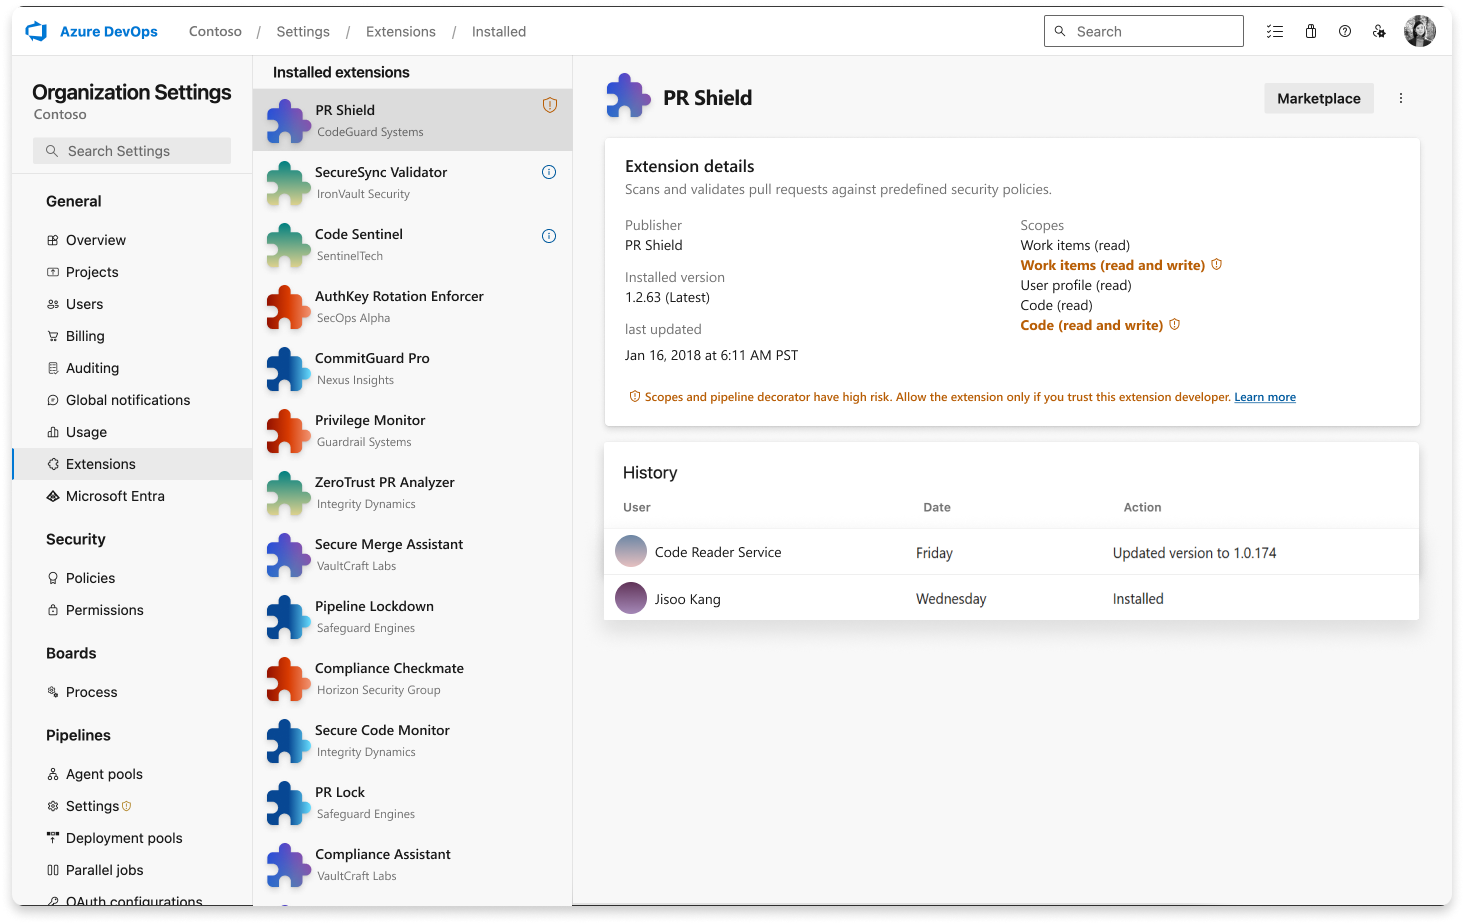 Azure DevOps
Contoso / Settings / Extensions / Installed
Search
Organization Settings
Contoso
Search Settings
General
Overview
Projects
Users
Billing
Auditing
Global notifications
Usage
Extensions
Microsoft Entra
Security
Policies
Permissions
Boards
Process
Pipelines
Agent pools
Settings
Deployment pools
Parallel jobs
OAuth configurations
Installed extensions
PR Shield
CodeGuard Systems
SecureSync Validator
IronVault Security
Code Sentinel
SentinelTech
AuthKey Rotation Enforcer
SecOps Alpha
CommitGuard Pro
Nexus Insights
Privilege Monitor
Guardrail Systems
ZeroTrust PR Analyzer
Integrity Dynamics
Secure Merge Assistant
VaultCraft Labs
Pipeline Lockdown
Safeguard Engines
Compliance Checkmate
Horizon Security Group
Secure Code Monitor
Integrity Dynamics
PR Lock
Safeguard Engines
Compliance Assistant
VaultCraft Labs
PR Shield
Marketplace
Extension details
Scans and validates pull requests against predefined security policies.
Publisher
PR Shield
Installed version
1.2.63 (Latest)
last updated
Jan 16, 2018 at 6:11 AM PST
Scopes
Work items (read)
Work items (read and write)
User profile (read)
Code (read)
Code (read and write)
Scopes and pipeline decorator have high risk. Allow the extension only if you trust this extension developer. Learn more
History
User Date Action
Code Reader Service Friday Updated version to 1.0.174
Jisoo Kang Wednesday Installed